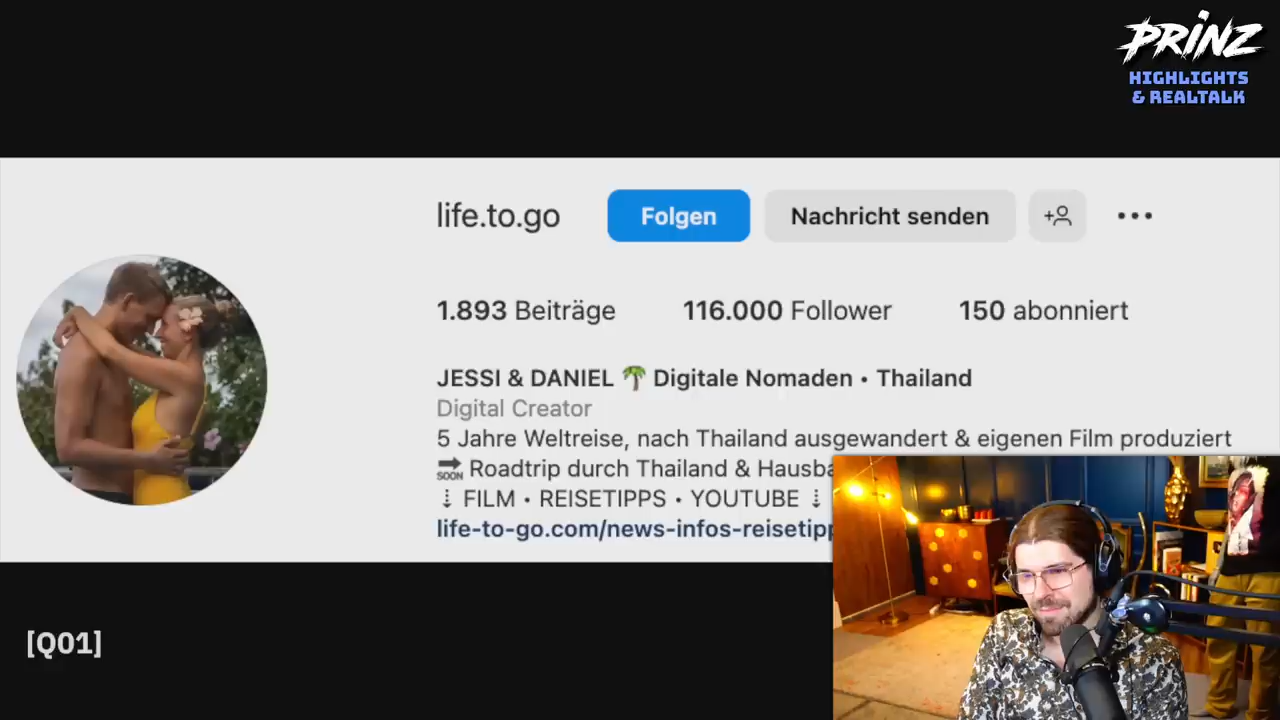 PRINZ
HIGHLIGHTS
& REALTALK
life.to.go Folgen Nachricht senden
1.893 Beiträge 116.000 Follower 150 abonniert
JESSI & DANIEL 🌴 Digitale Nomaden • Thailand
Digital Creator
5 Jahre Weltreise, nach Thailand ausgewandert & eigenen Film produziert
🔜 Roadtrip durch Thailand & Hausba
⇣ FILM • REISETIPPS • YOUTUBE ⇣
life-to-go.com/news-infos-reisetipp
[Q01]